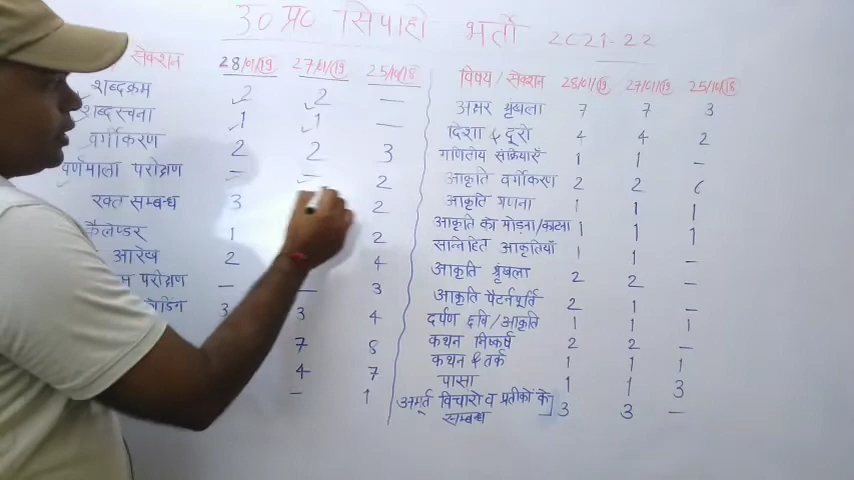 उ० प्र० सिपाही भर्ती 2021-22
सेक्शन 28/01/19 27/01/19 25/10/18
शब्दक्रम 2 2 —
शब्द रचना 1 1 —
वर्गीकरण 2 2 3
वर्णमाला परीक्षण — — 2
रक्त सम्बन्ध 3 2
कैलेण्डर 1 2
आरेख 2 4
परीक्षण — — 3
3 3 4
7 8
4 7
— 1
विषय / सेक्शन 28/01/19 27/01/19 25/10/18
अक्षर श्रृंखला 7 7 3
दिशा & दूरी 4 4 2
गणितीय संक्रियाएँ 1 1 —
आकृति वर्गीकरण 2 2 6
आकृति गणना 1 1 1
आकृति को मोड़ना/काटना 1 1 1
सन्निहित आकृतियाँ 1 1 —
आकृति श्रृंखला 2 2 —
आकृति पैटर्नपूर्ति 2 1 —
दर्पण छवि/आकृति 1 1 1
कथन निष्कर्ष 2 2 —
कथन & तर्क 1 1 1
पासा 1 1 3
अमूर्त विचारो व प्रतीकों के
सम्बन्ध 3 3 —